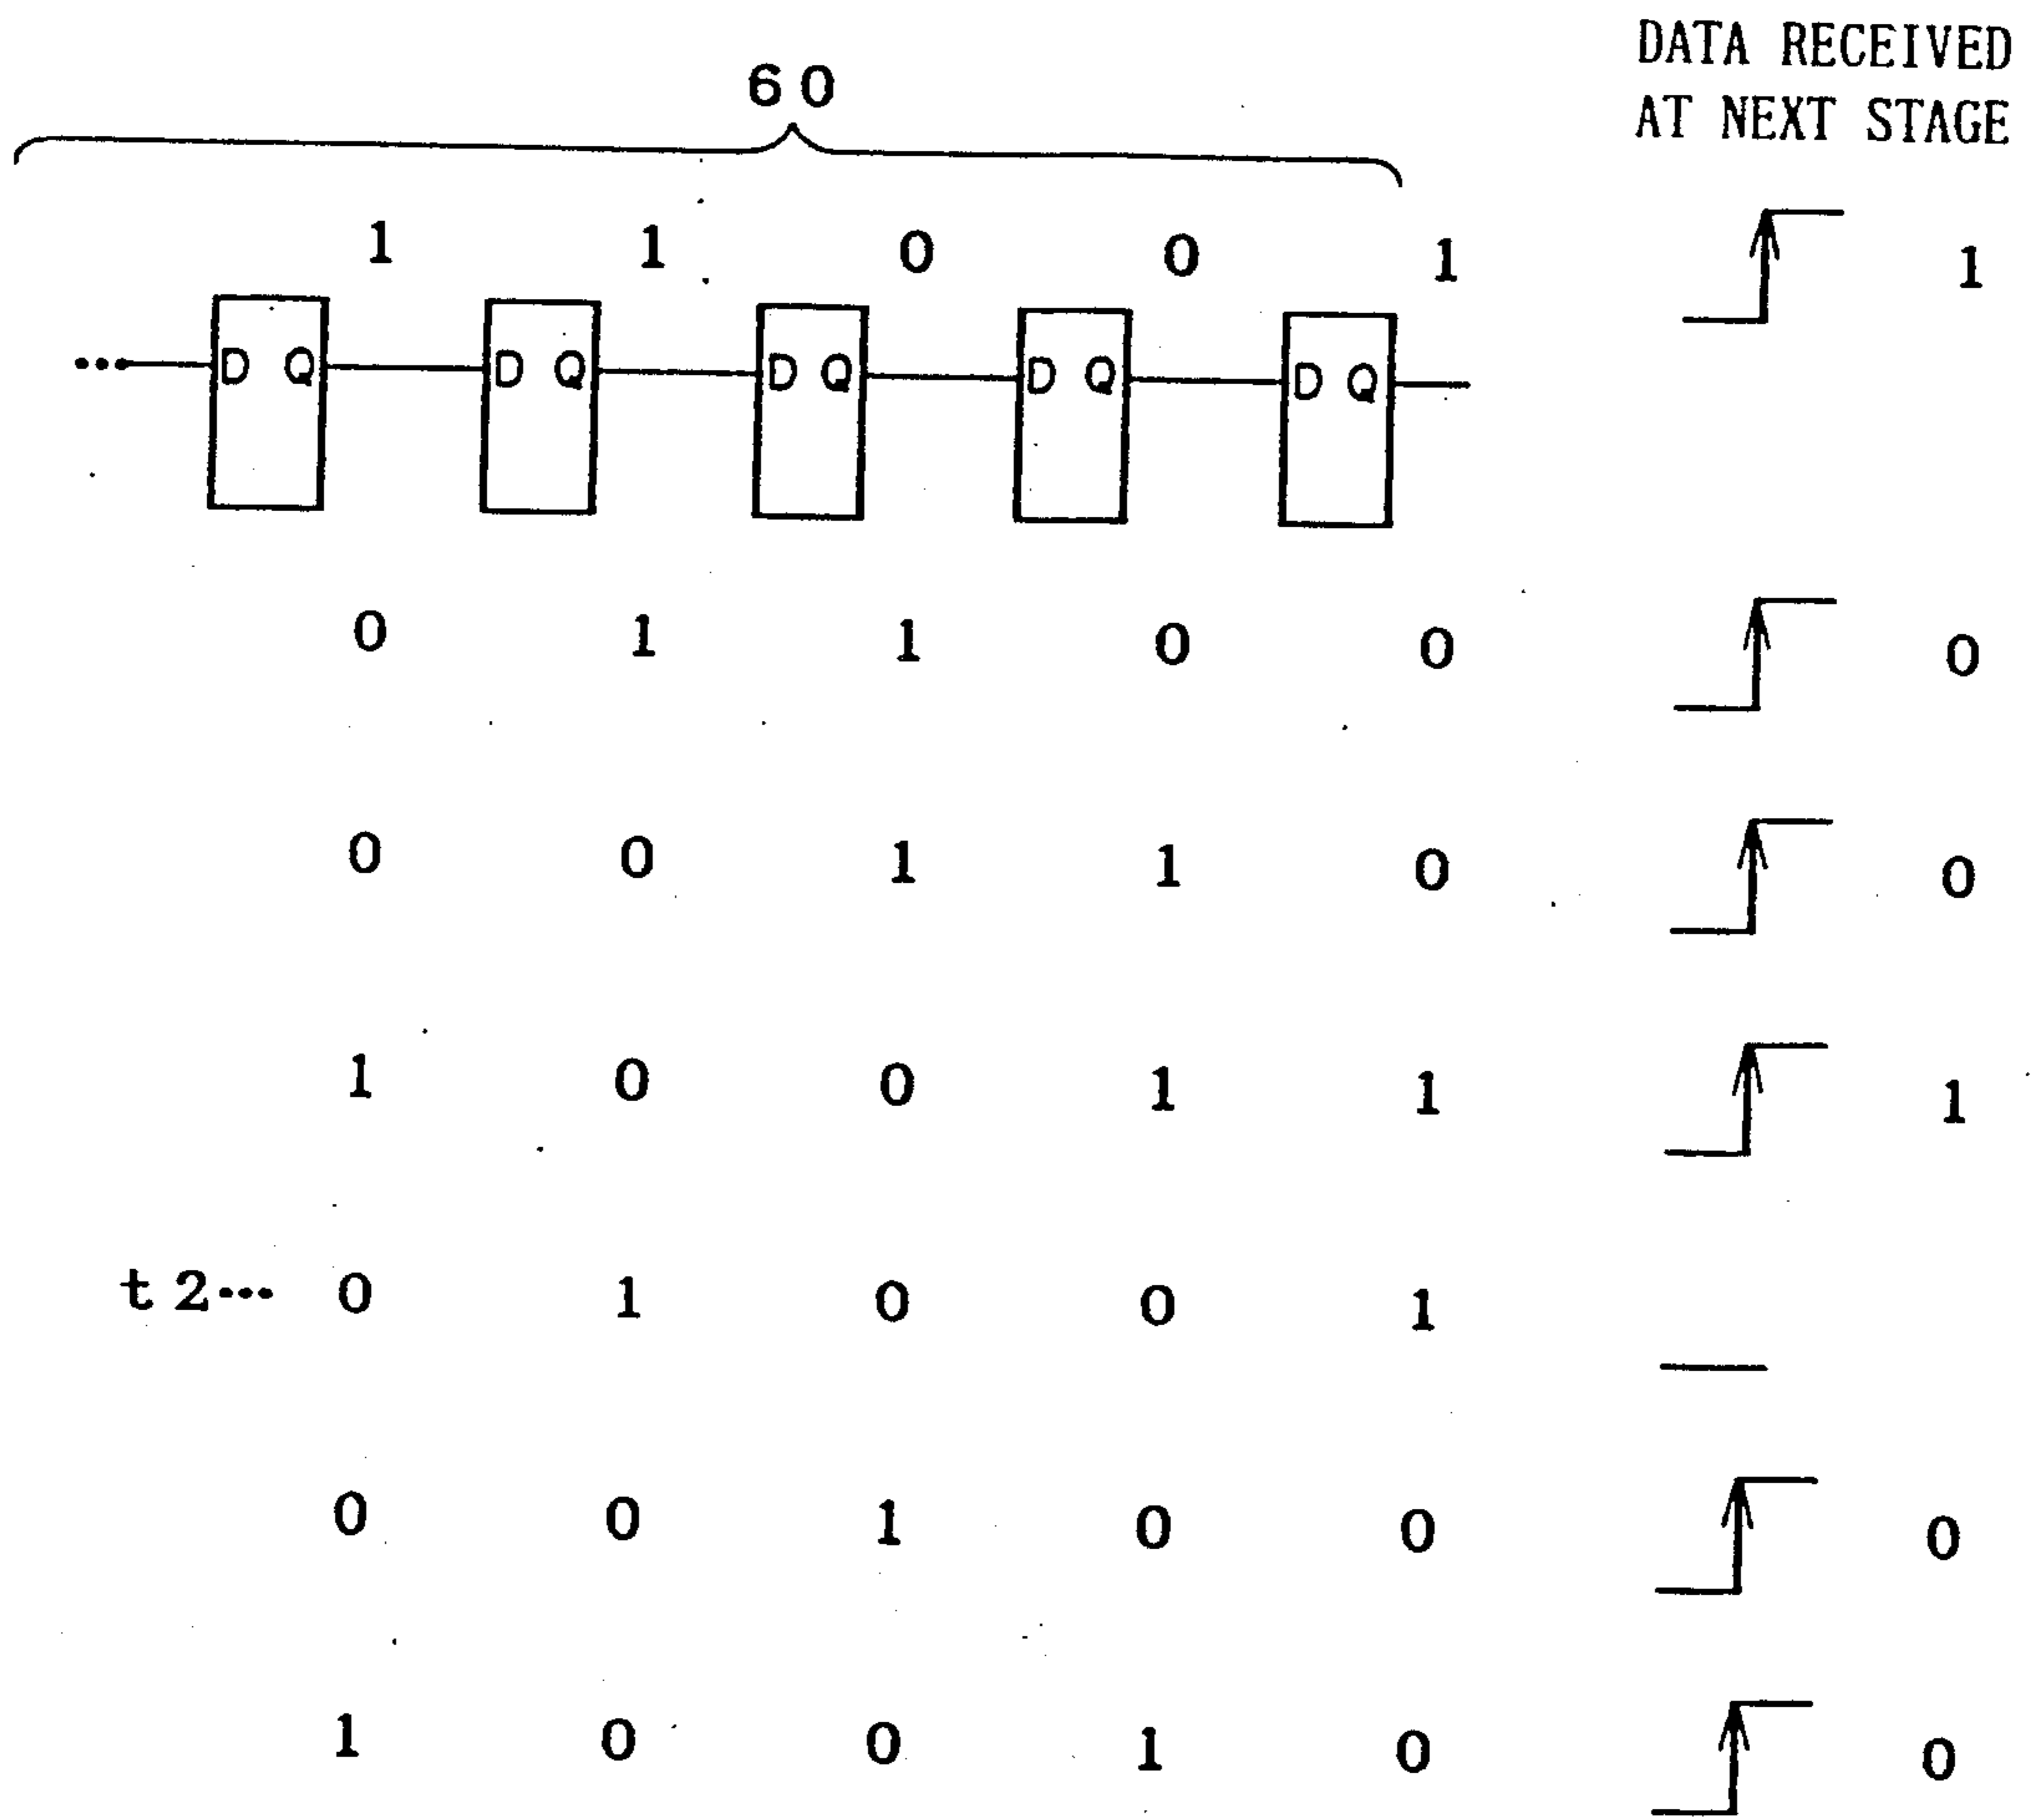 DATA RECEIVED
AT NEXT STAGE
60
1 1 0 0 1 1
D Q D Q D Q D Q D Q
0 1 1 0 0 0
0 0 1 1 0 0
1 0 0 1 1 1
t2… 0 1 0 0 1
0 0 1 0 0 0
1 0 0 1 0 0